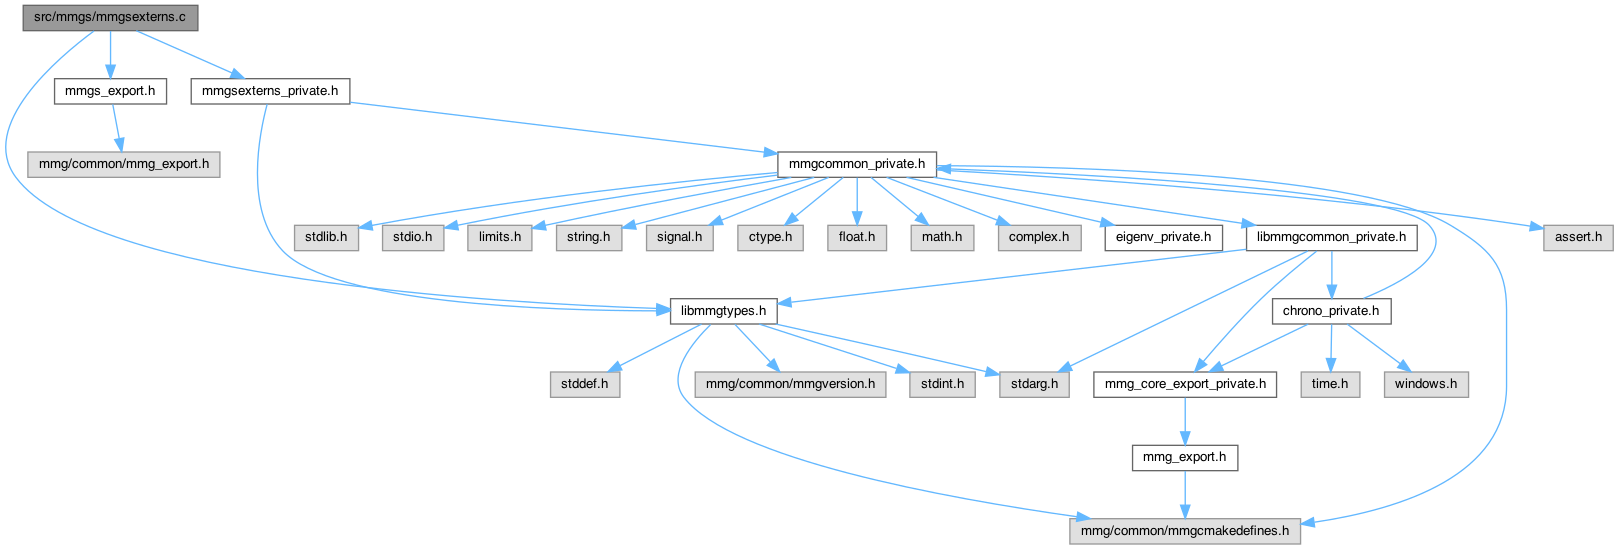 src/mmgs/mmgsexterns.c
mmgs_export.h
mmgsexterns_private.h
mmg/common/mmg_export.h
mmgcommon_private.h
stdlib.h
stdio.h
limits.h
string.h
signal.h
ctype.h
float.h
math.h
complex.h
eigenv_private.h
libmmgcommon_private.h
assert.h
libmmgtypes.h
chrono_private.h
stddef.h
mmg/common/mmgversion.h
stdint.h
stdarg.h
mmg_core_export_private.h
time.h
windows.h
mmg_export.h
mmg/common/mmgcmakedefines.h